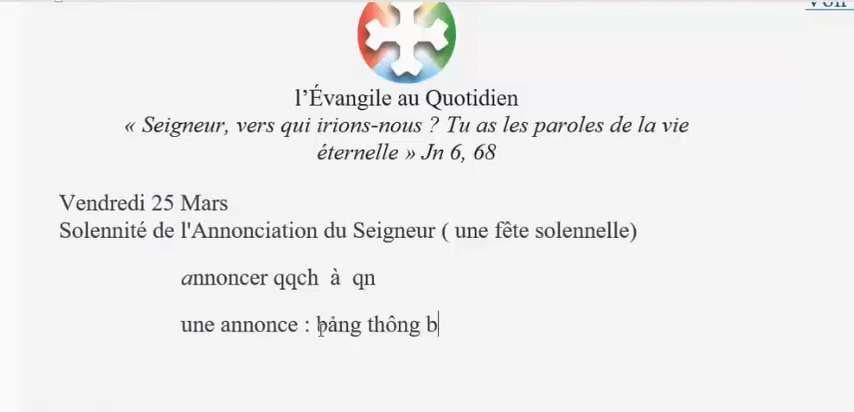 l’Évangile au Quotidien
« Seigneur, vers qui irions-nous ? Tu as les paroles de la vie
éternelle » Jn 6, 68
Vendredi 25 Mars
Solennité de l'Annonciation du Seigneur ( une fête solennelle)
annoncer qqch à qn
une annonce : bảng thông b